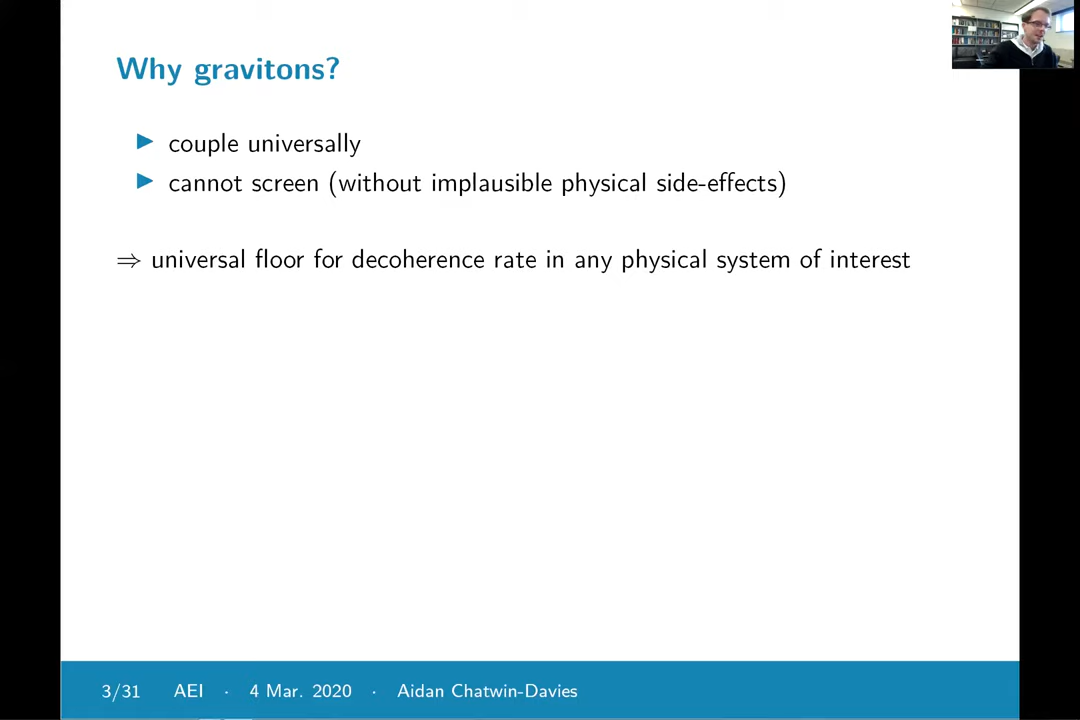 Why gravitons?
▶ couple universally
▶ cannot screen (without implausible physical side-effects)
⇒ universal floor for decoherence rate in any physical system of interest
3/31 AEI · 4 Mar. 2020 · Aidan Chatwin-Davies